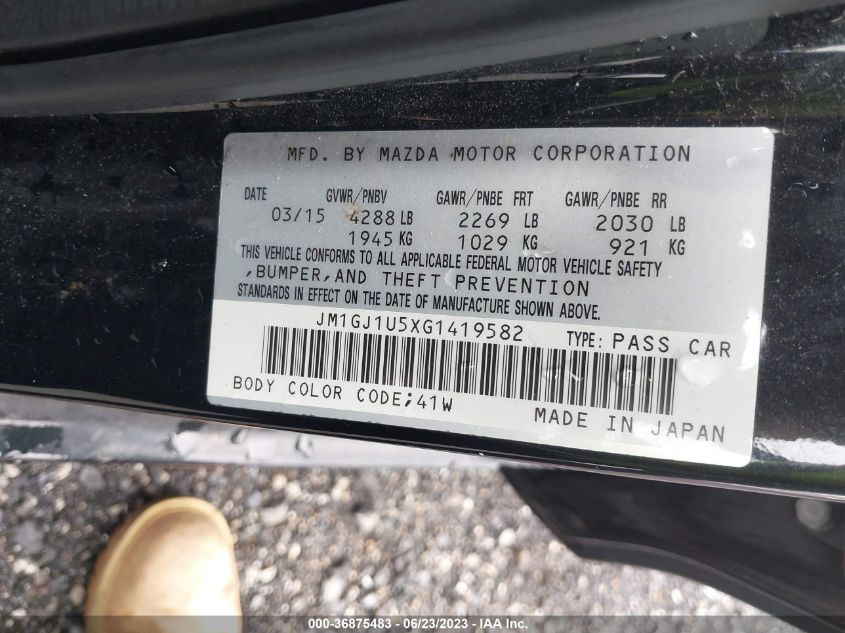 MFD. BY MAZDA MOTOR CORPORATION
DATE GVWR/PNBV GAWR/PNBE FRT GAWR/PNBE RR
03/15 4288 LB 2269 LB 2030 LB
1945 KG 1029 KG 921 KG
THIS VEHICLE CONFORMS TO ALL APPLICABLE FEDERAL MOTOR VEHICLE SAFETY
,BUMPER,AND THEFT PREVENTION
STANDARDS IN EFFECT ON THE DATE OF MANUFACTURE SHOWN ABOVE.
JM1GJ1U5XG1419582 TYPE: PASS CAR
BODY COLOR CODE;41W
MADE IN JAPAN
000-36875483 - 06/23/2023 - IAA Inc.